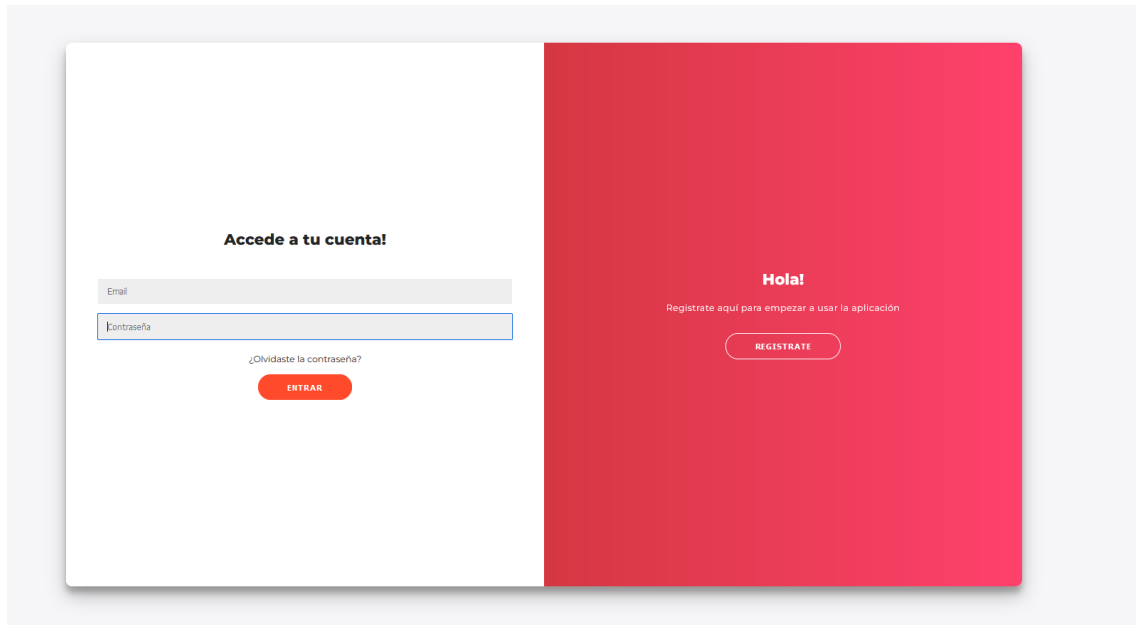 Accede a tu cuenta!
Email
Contraseña
¿Olvidaste la contraseña?
ENTRAR
Hola!
Registrate aquí para empezar a usar la aplicación
REGISTRATE